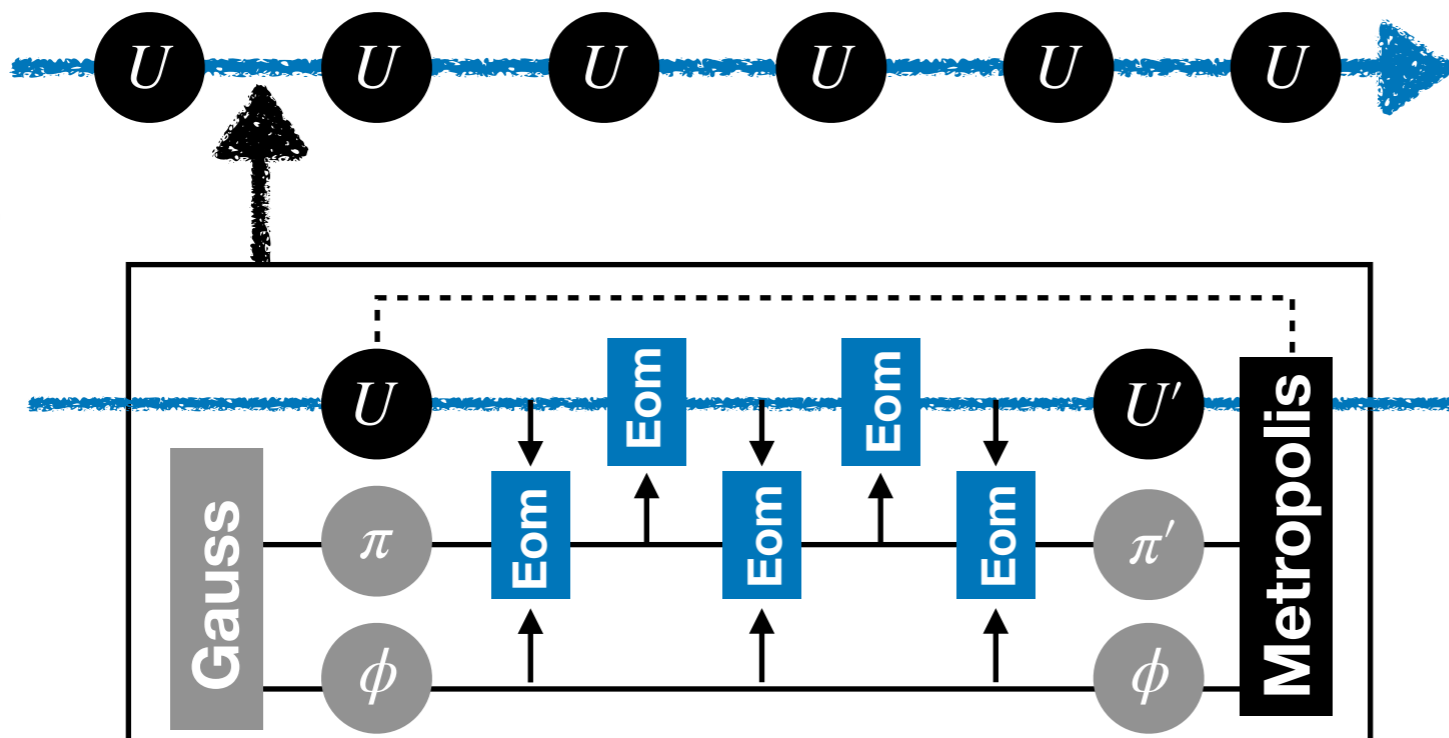 U U U U U U
U Eom Eom U′
Gauss π Eom Eom Eom π′ Metropolis
ϕ ϕ